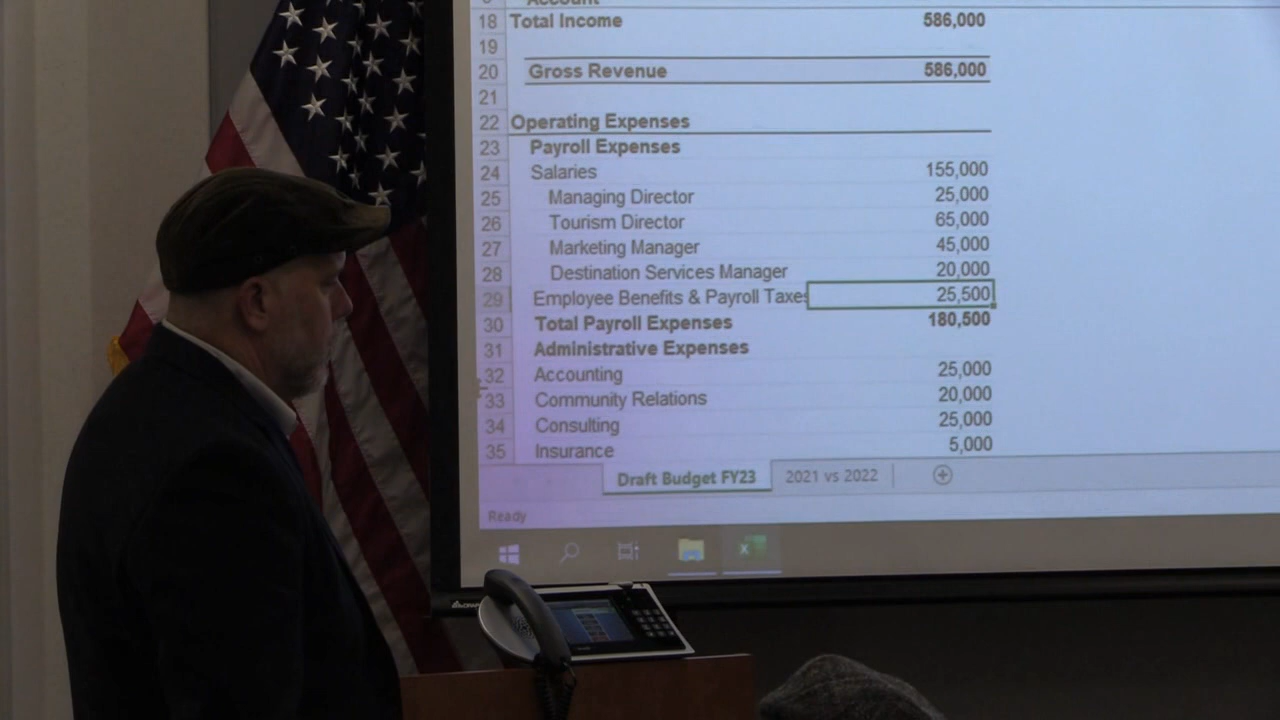 Account
18 Total Income 586,000
19
20 Gross Revenue 586,000
21
22 Operating Expenses
23 Payroll Expenses
24 Salaries 155,000
25 Managing Director 25,000
26 Tourism Director 65,000
27 Marketing Manager 45,000
28 Destination Services Manager 20,000
29 Employee Benefits & Payroll Taxes 25,500
30 Total Payroll Expenses 180,500
31 Administrative Expenses
32 Accounting 25,000
33 Community Relations 20,000
34 Consulting 25,000
35 Insurance 5,000
Draft Budget FY23 2021 vs 2022
Ready